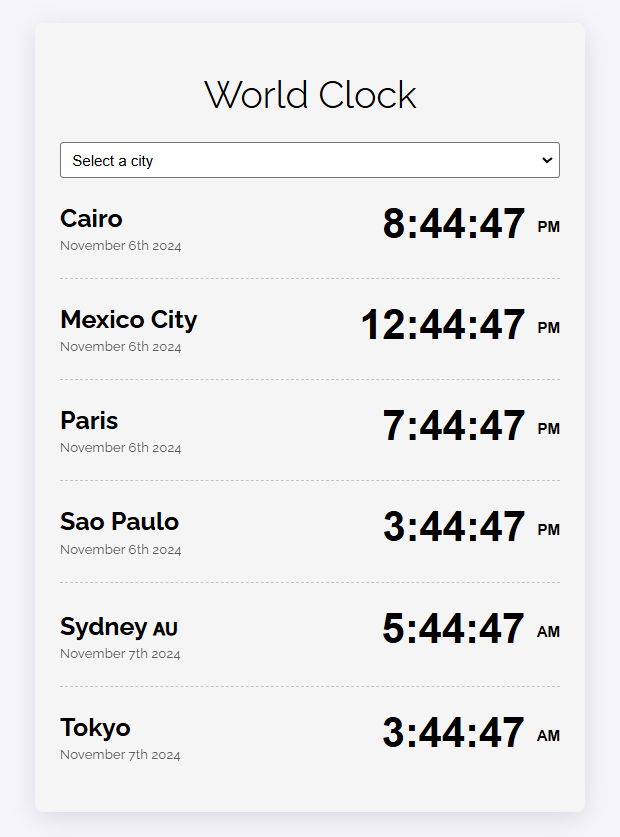 World Clock
Select a city
Cairo 8:44:47 PM
November 6th 2024
Mexico City 12:44:47 PM
November 6th 2024
Paris 7:44:47 PM
November 6th 2024
Sao Paulo 3:44:47 PM
November 6th 2024
Sydney AU 5:44:47 AM
November 7th 2024
Tokyo 3:44:47 AM
November 7th 2024